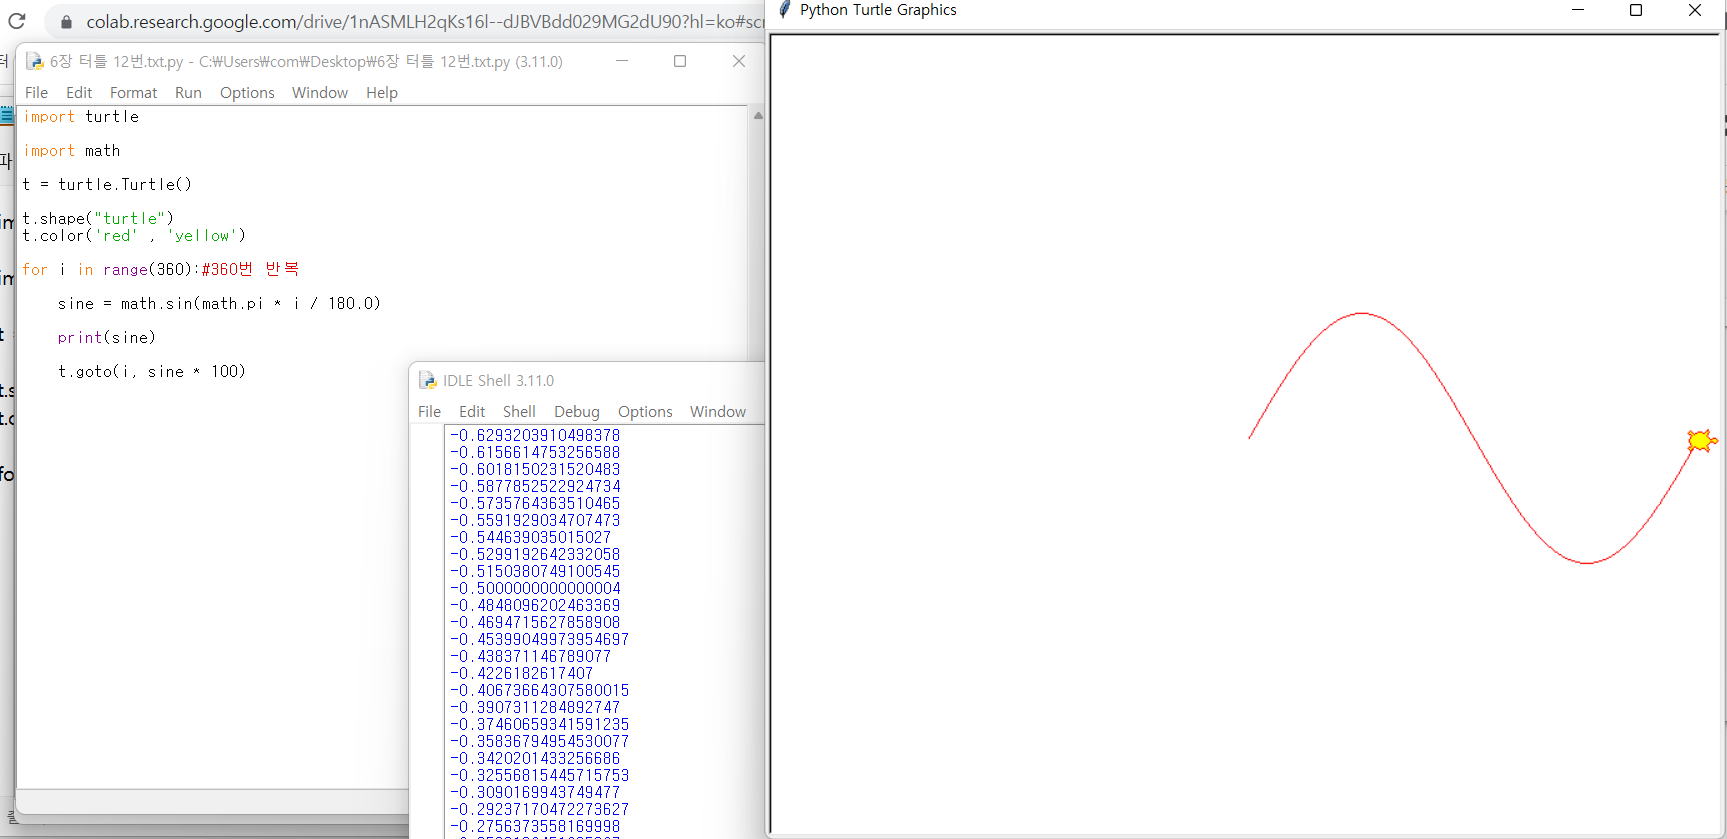 colab.research.google.com/drive/1nASMLH2qKs16l--dJBVBdd029MG2dU90?hl=ko#scr
6장 터틀 12번.txt.py - C:₩Users₩com₩Desktop₩6장 터틀 12번.txt.py (3.11.0)
File Edit Format Run Options Window Help
import turtle
import math
t = turtle.Turtle()
t.shape("turtle")
t.color('red' , 'yellow')
for i in range(360):#360번 반복
    sine = math.sin(math.pi * i / 180.0)
    print(sine)
    t.goto(i, sine * 100)
IDLE Shell 3.11.0
File Edit Shell Debug Options Window
-0.6293203910498378
-0.6156614753256588
-0.6018150231520483
-0.5877852522924734
-0.5735764363510465
-0.5591929034707473
-0.544639035015027
-0.5299192642332058
-0.5150380749100545
-0.5000000000000004
-0.4848096202463369
-0.4694715627858908
-0.45399049973954697
-0.438371146789077
-0.4226182617407
-0.40673664307580015
-0.3907311284892747
-0.37460659341591235
-0.35836794954530077
-0.3420201433256686
-0.32556815445715753
-0.3090169943749477
-0.29237170472273627
-0.2756373558169998
Python Turtle Graphics